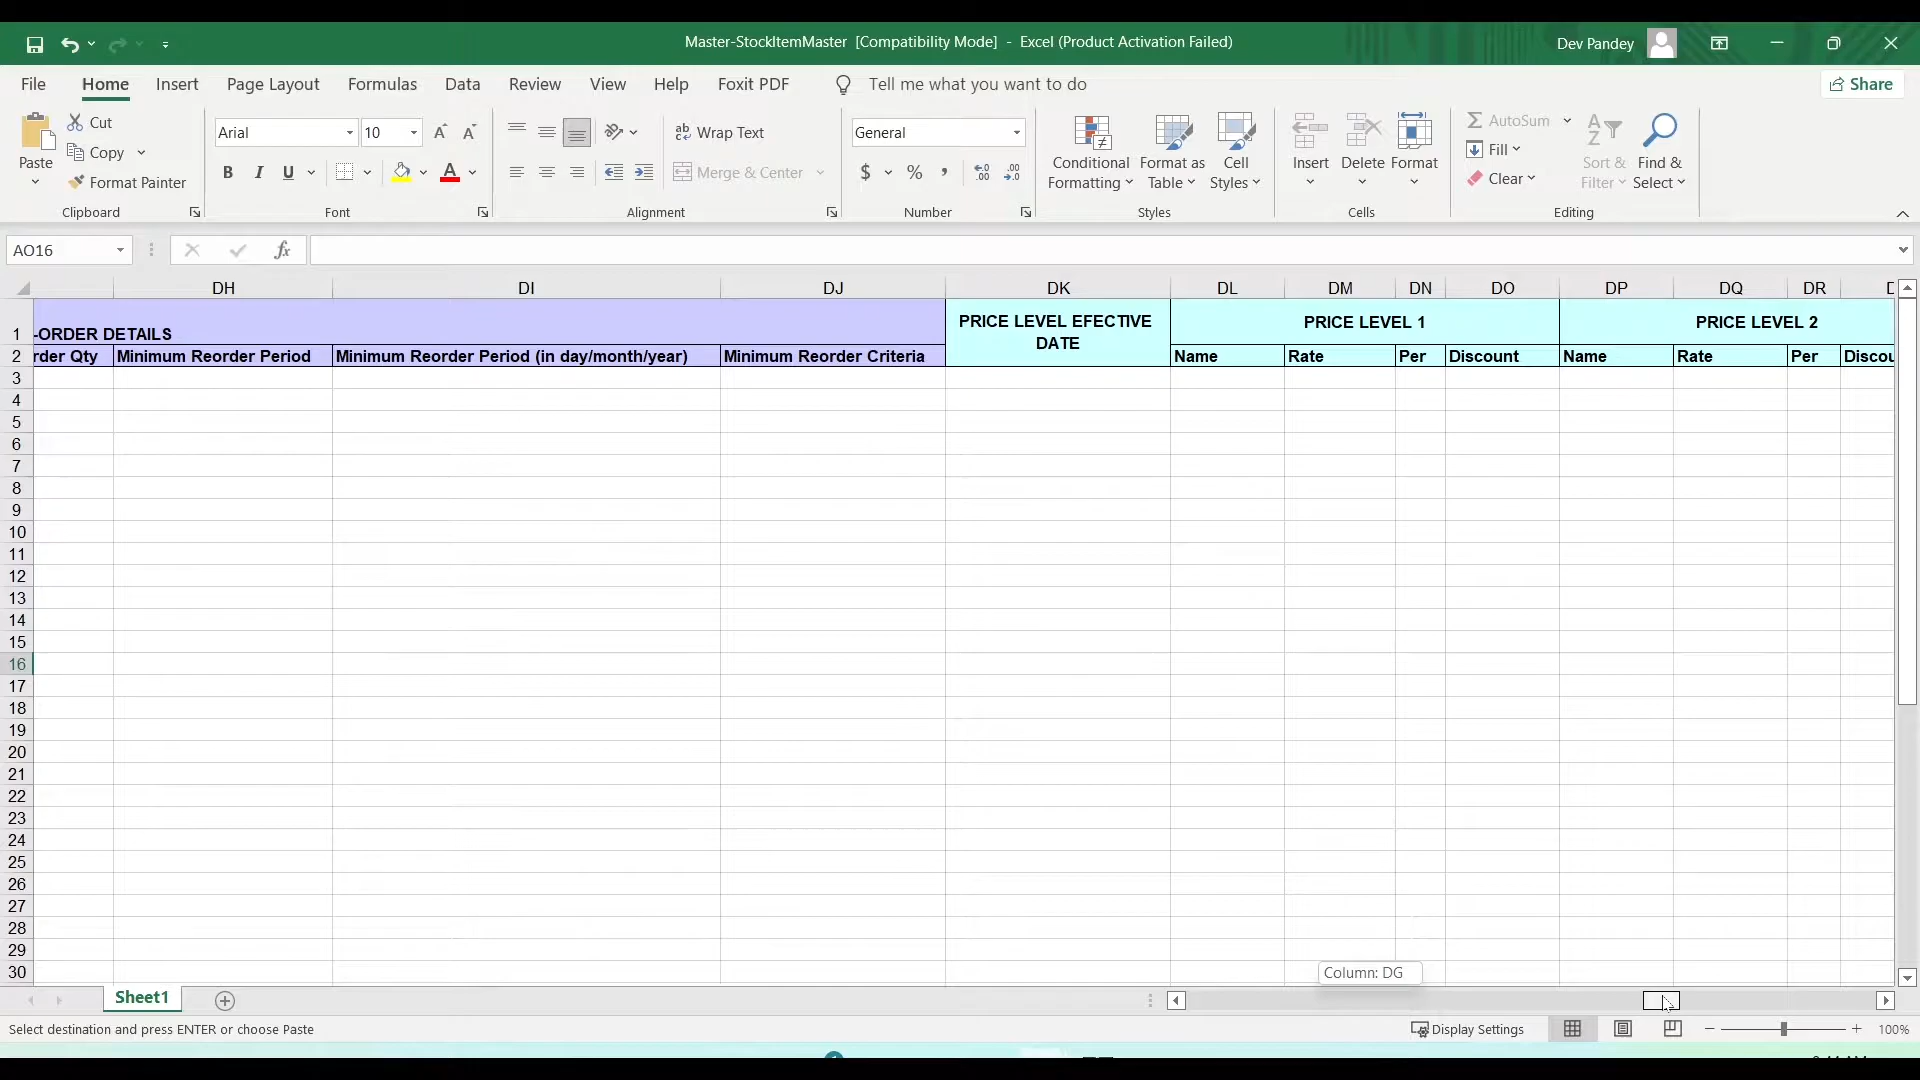 Master-StockItemMaster [Compatibility Mode] - Excel (Product Activation Failed)
Dev Pandey
File Home Insert Page Layout Formulas Data Review View Help Foxit PDF Tell me what you want to do Share
Paste
Cut
Copy
Format Painter
Clipboard
Arial 10
B I U A
Font
ab Wrap Text
Merge & Center
Alignment
General
$ % ,
Number
Conditional Formatting
Format as Table
Cell Styles
Styles
Insert Delete Format
Cells
AutoSum
Fill
Clear
Sort & Filter
Find & Select
Editing
AO16 fx
DH DI DJ DK DL DM DN DO DP DQ DR
1 -ORDER DETAILS PRICE LEVEL EFECTIVE DATE PRICE LEVEL 1 PRICE LEVEL 2
2 rder Qty Minimum Reorder Period Minimum Reorder Period (in day/month/year) Minimum Reorder Criteria Name Rate Per Discount Name Rate Per Discou
3
4
5
6
7
8
9
10
11
12
13
14
15
16
17
18
19
20
21
22
23
24
25
26
27
28
29
30
Column: DG
Sheet1
Select destination and press ENTER or choose Paste
Display Settings
100%